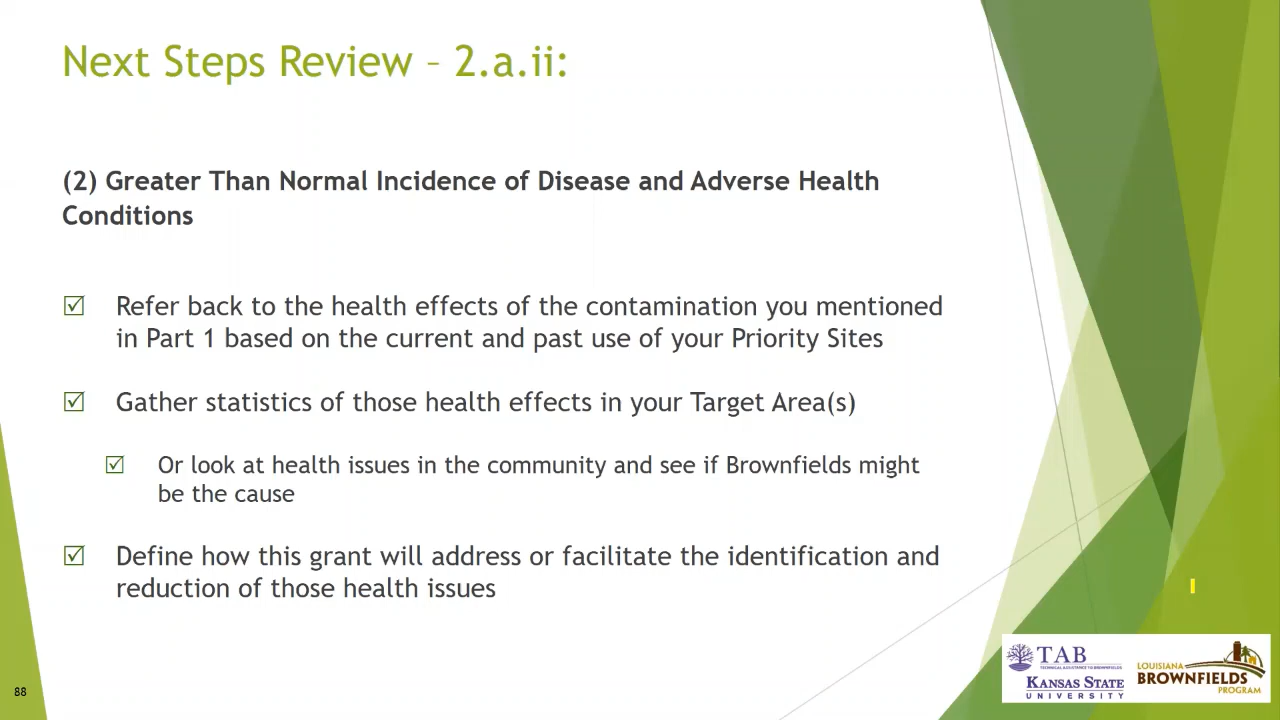 Next Steps Review – 2.a.ii:
(2) Greater Than Normal Incidence of Disease and Adverse Health
Conditions
Refer back to the health effects of the contamination you mentioned
in Part 1 based on the current and past use of your Priority Sites
Gather statistics of those health effects in your Target Area(s)
Or look at health issues in the community and see if Brownfields might
be the cause
Define how this grant will address or facilitate the identification and
reduction of those health issues
88
TAB
TECHNICAL ASSISTANCE TO BROWNFIELDS
KANSAS STATE
UNIVERSITY
LOUISIANA
BROWNFIELDS
PROGRAM